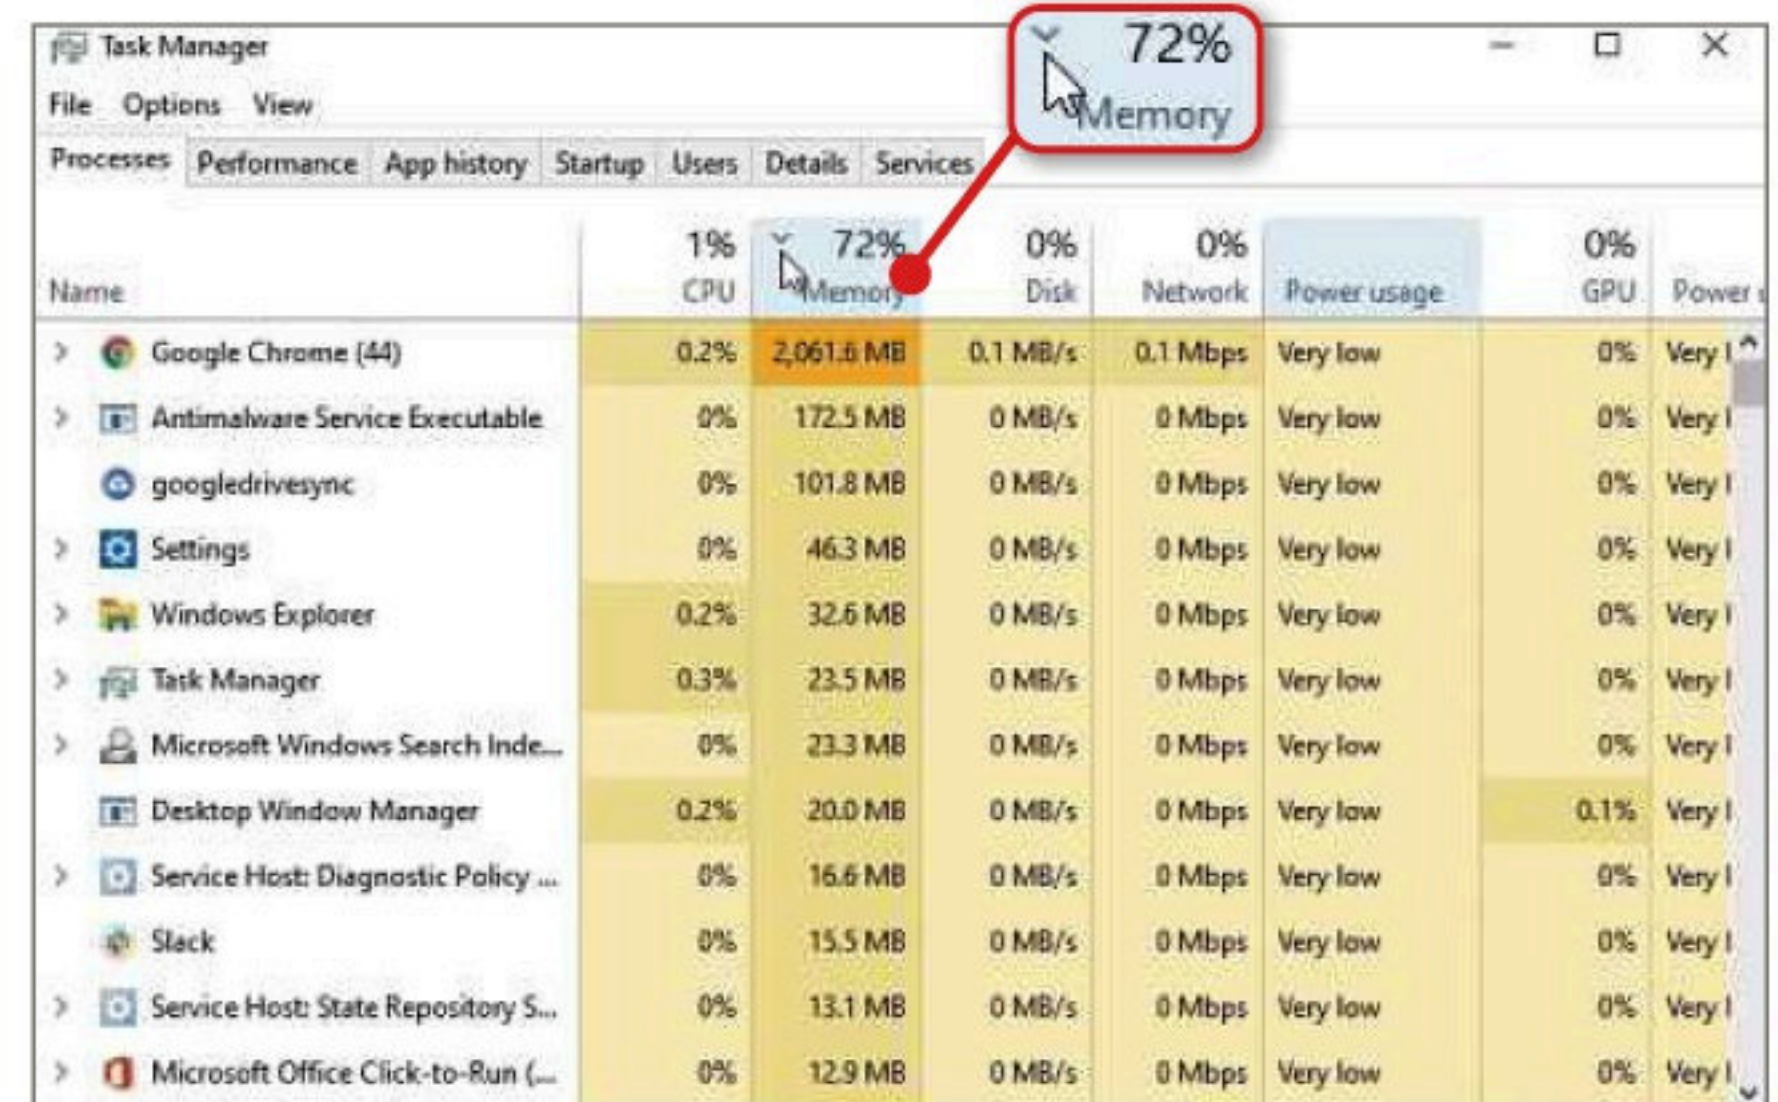 72%
Memory
Task Manager
File Options View
Processes Performance App history Startup Users Details Services
1% 72% 0% 0% 0%
Name CPU Memory Disk Network Power usage GPU Power
Google Chrome (44) 0.2% 2,061.6 MB 0.1 MB/s 0.1 Mbps Very low 0% Very l
Antimalware Service Executable 0% 172.5 MB 0 MB/s 0 Mbps Very low 0% Very l
googledrivesync 0% 101.8 MB 0 MB/s 0 Mbps Very low 0% Very l
Settings 0% 46.3 MB 0 MB/s 0 Mbps Very low 0% Very l
Windows Explorer 0.2% 32.6 MB 0 MB/s 0 Mbps Very low 0% Very l
Task Manager 0.3% 23.5 MB 0 MB/s 0 Mbps Very low 0% Very l
Microsoft Windows Search Inde... 0% 23.3 MB 0 MB/s 0 Mbps Very low 0% Very l
Desktop Window Manager 0.2% 20.0 MB 0 MB/s 0 Mbps Very low 0.1% Very l
Service Host: Diagnostic Policy ... 0% 16.6 MB 0 MB/s 0 Mbps Very low 0% Very l
Slack 0% 15.5 MB 0 MB/s 0 Mbps Very low 0% Very l
Service Host: State Repository S... 0% 13.1 MB 0 MB/s 0 Mbps Very low 0% Very l
Microsoft Office Click-to-Run (... 0% 12.9 MB 0 MB/s 0 Mbps Very low 0% Very l